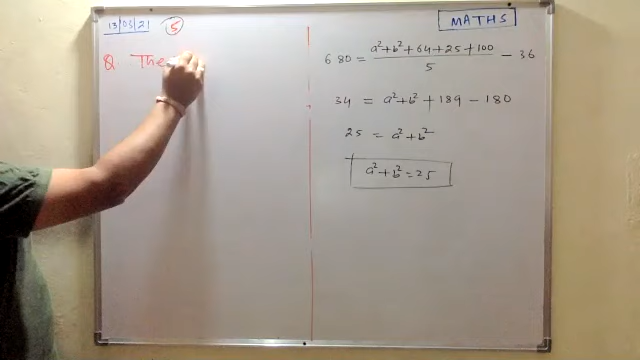 13/03/21 5
MATHS
Q The
6 80 = a²+b²+64+25+100 / 5 - 36
34 = a²+b²+189-180
25 = a²+b²
a²+b²=25